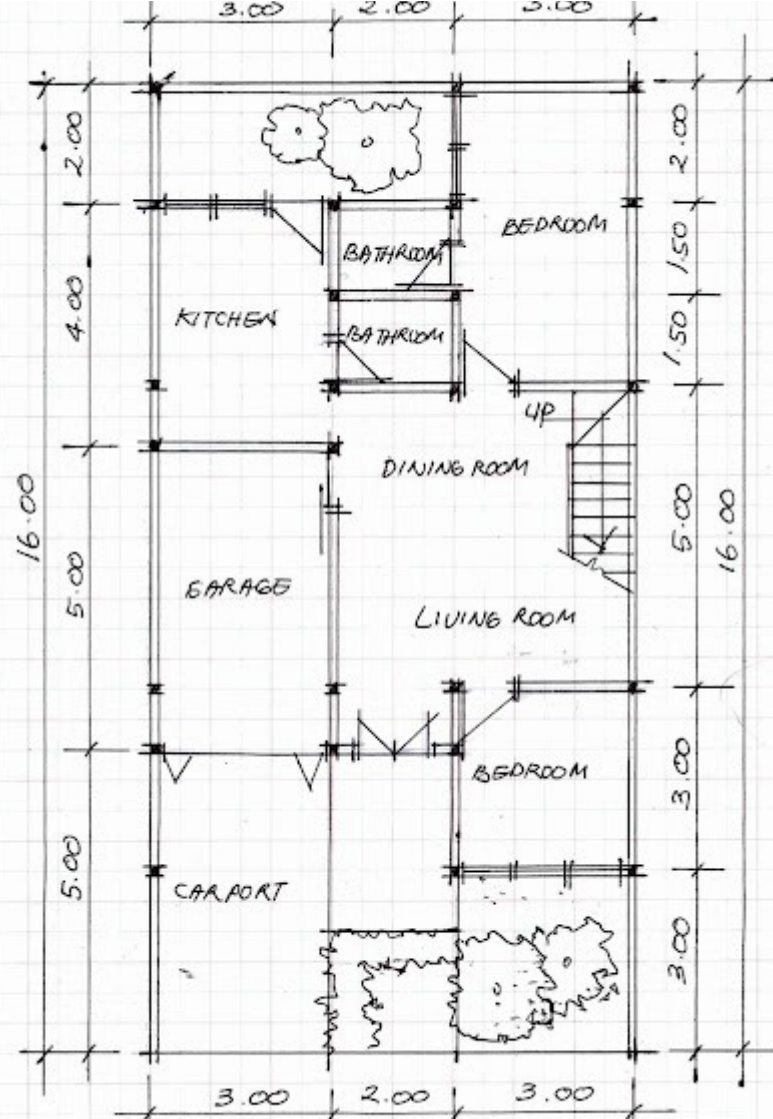 3.00 2.00 3.00
2.00
2.00
BEDROOM
BATHROOM
1.50
4.00
KITCHEN
BATHROOM
1.50
UP
DINING ROOM
16.00
5.00
16.00
5.00
GARAGE
LIVING ROOM
BEDROOM
3.00
5.00
CARPORT
3.00
3.00 2.00 3.00